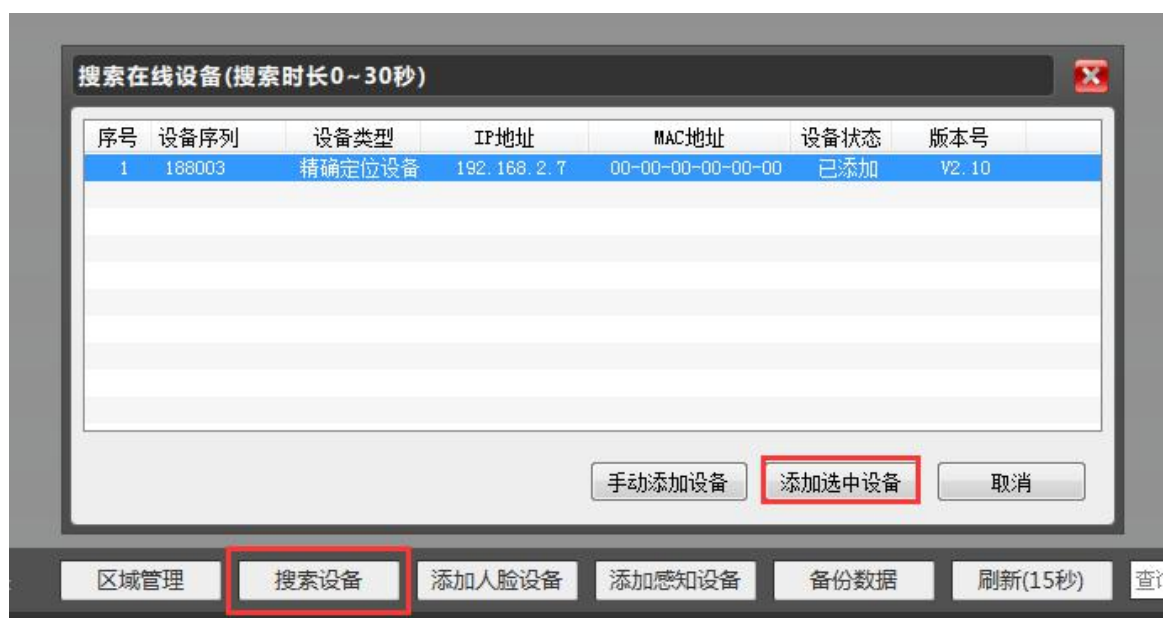 搜索在线设备(搜索时长0~30秒)
序号 设备序列 设备类型 IP地址 MAC地址 设备状态 版本号
1 188003 精确定位设备 192.168.2.7 00-00-00-00-00-00 已添加 V2.10
手动添加设备 添加选中设备 取消
区域管理 搜索设备 添加人脸设备 添加感知设备 备份数据 刷新(15秒) 查